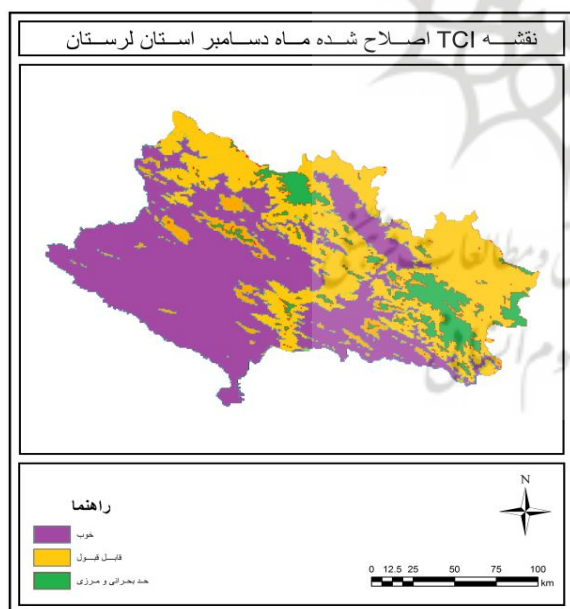 نقشه TCI اصلاح شده ماه دسامبر استان لرستان
راهنما
خوب
قابل قبول
حد بحرانی و مرزی
N
0 12.5 25 50 75 100
km